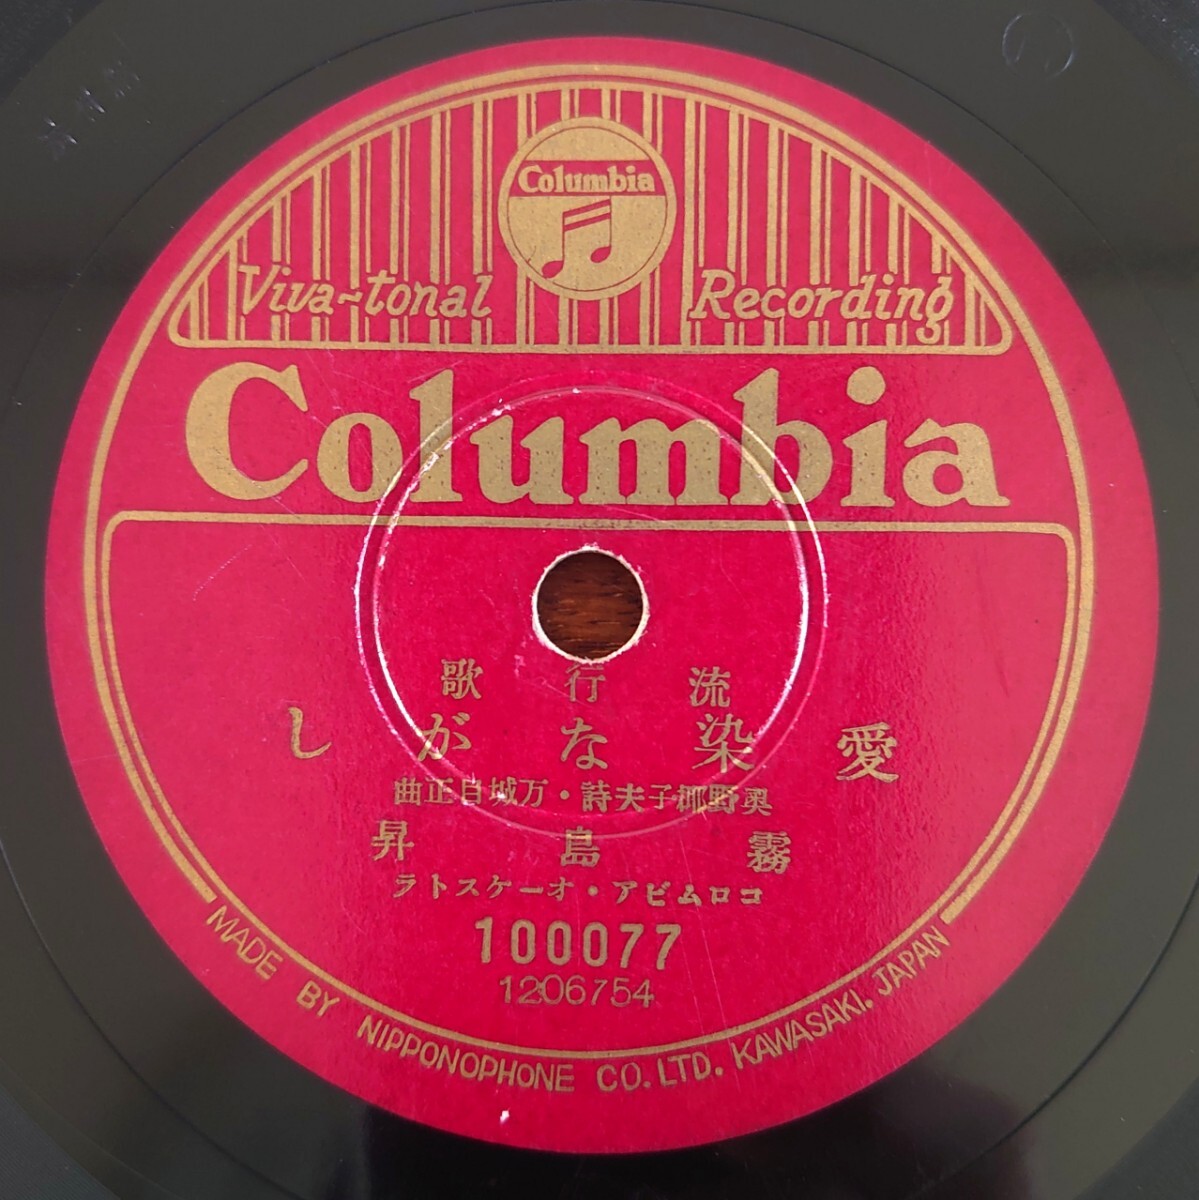 Columbia
Viva-tonal Recording
Columbia
流行歌
愛染ながし
奥野椰子夫詩・万城目正曲
霧島昇
コロムビア・オーケストラ
100077
1206754
MADE BY NIPPONOPHONE CO. LTD. KAWASAKI. JAPAN